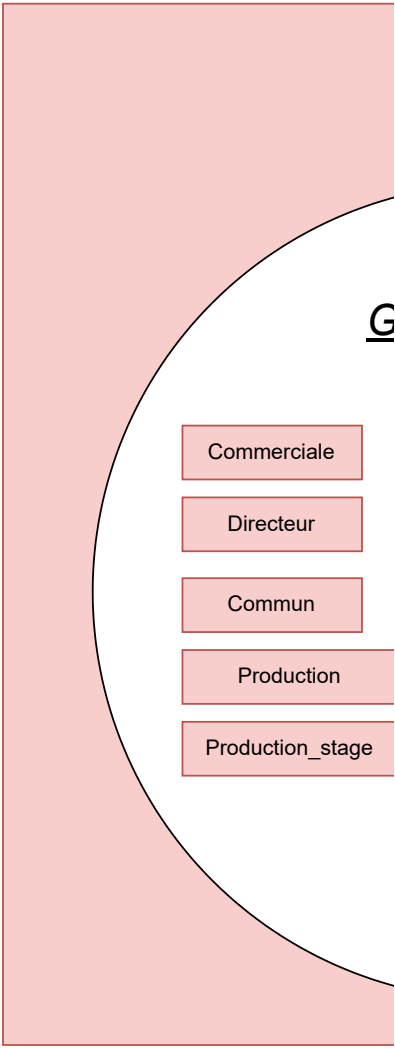 G
Commerciale
Directeur
Commun
Production
Production_stage